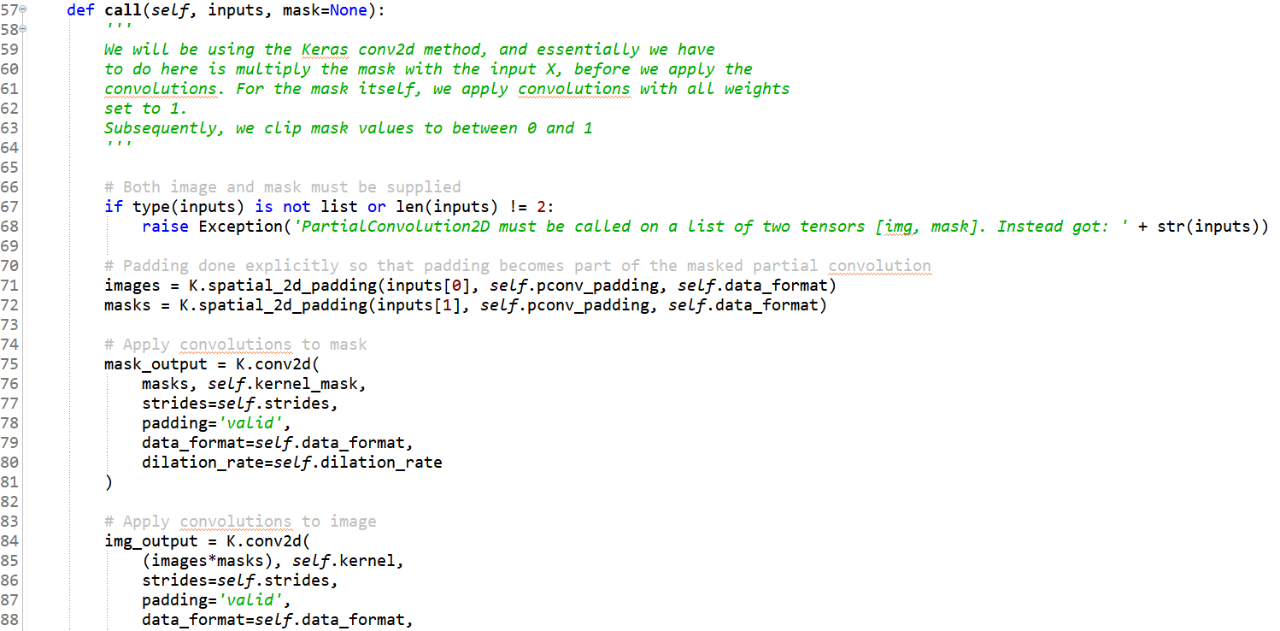 57 def call(self, inputs, mask=None):
58 '''
59 We will be using the Keras conv2d method, and essentially we have
60 to do here is multiply the mask with the input X, before we apply the
61 convolutions. For the mask itself, we apply convolutions with all weights
62 set to 1.
63 Subsequently, we clip mask values to between 0 and 1
64 '''
65
66 # Both image and mask must be supplied
67 if type(inputs) is not list or len(inputs) != 2:
68 raise Exception('PartialConvolution2D must be called on a list of two tensors [img, mask]. Instead got: ' + str(inputs))
69
70 # Padding done explicitly so that padding becomes part of the masked partial convolution
71 images = K.spatial_2d_padding(inputs[0], self.pconv_padding, self.data_format)
72 masks = K.spatial_2d_padding(inputs[1], self.pconv_padding, self.data_format)
73
74 # Apply convolutions to mask
75 mask_output = K.conv2d(
76 masks, self.kernel_mask,
77 strides=self.strides,
78 padding='valid',
79 data_format=self.data_format,
80 dilation_rate=self.dilation_rate
81 )
82
83 # Apply convolutions to image
84 img_output = K.conv2d(
85 (images*masks), self.kernel,
86 strides=self.strides,
87 padding='valid',
88 data_format=self.data_format,